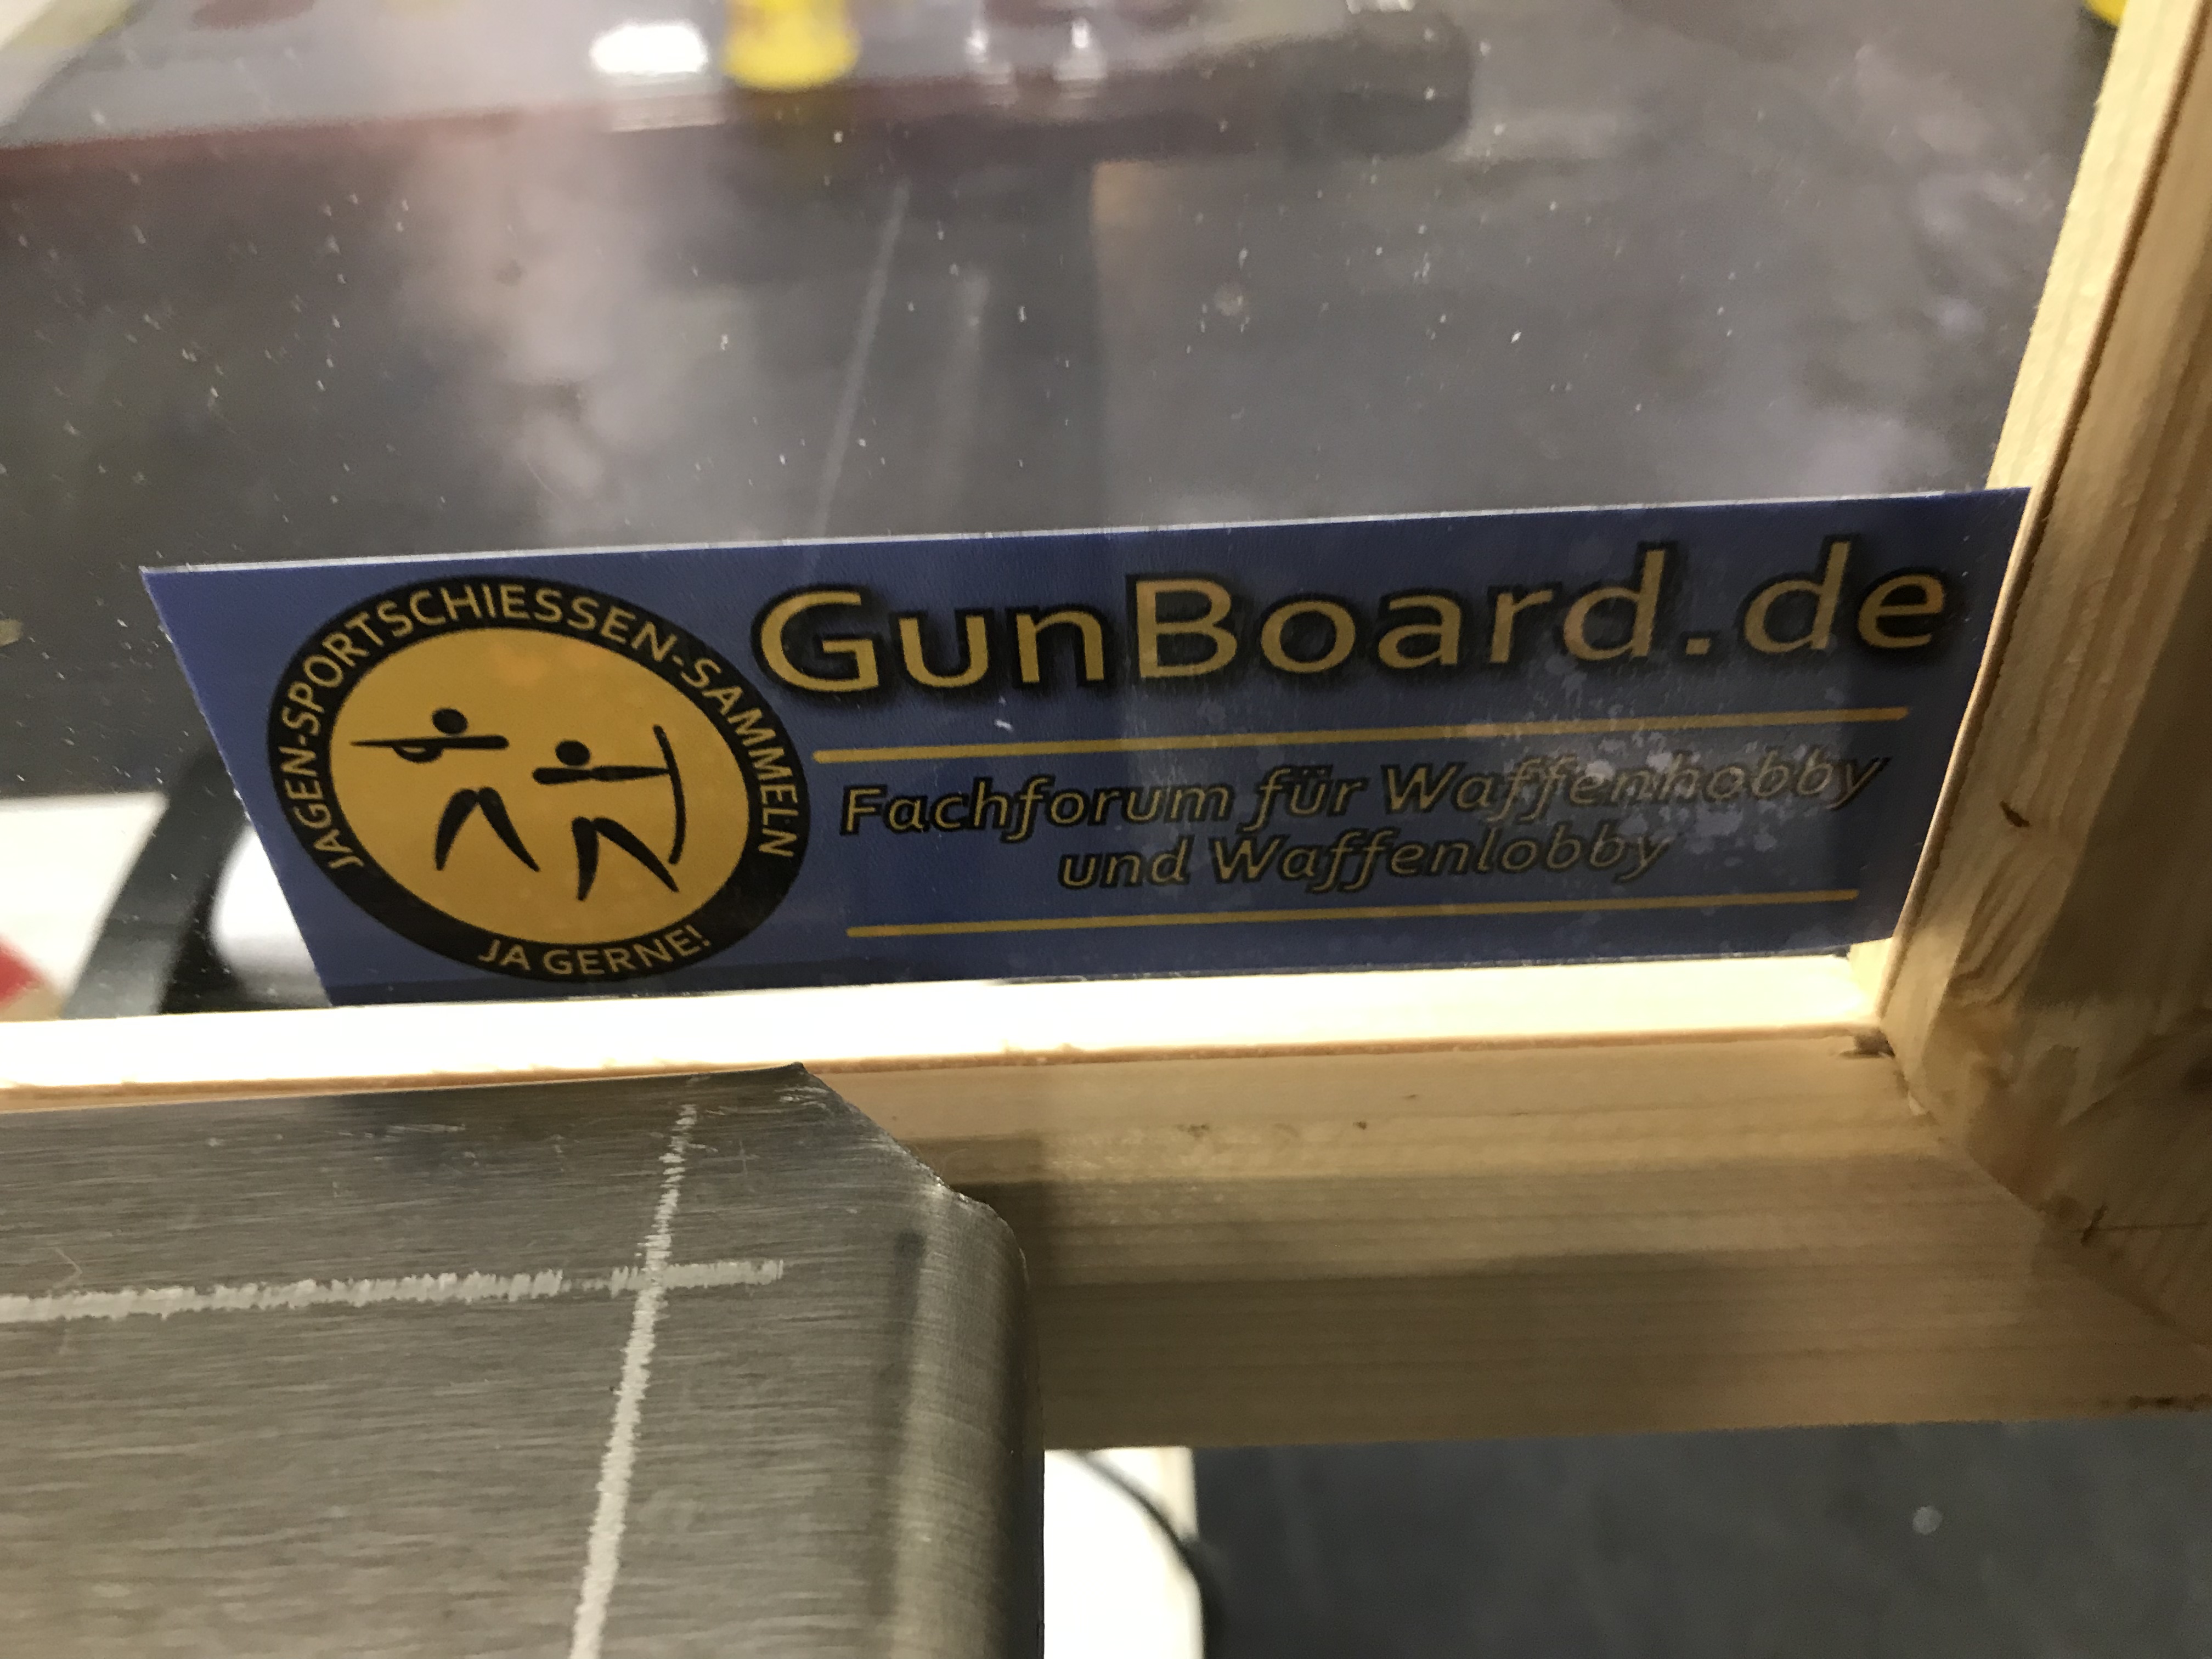 JAGEN-SPORTSCHIESSEN-SAMMELN
JA GERNE!
GunBoard.de
Fachforum für Waffenhobby
und Waffenlobby